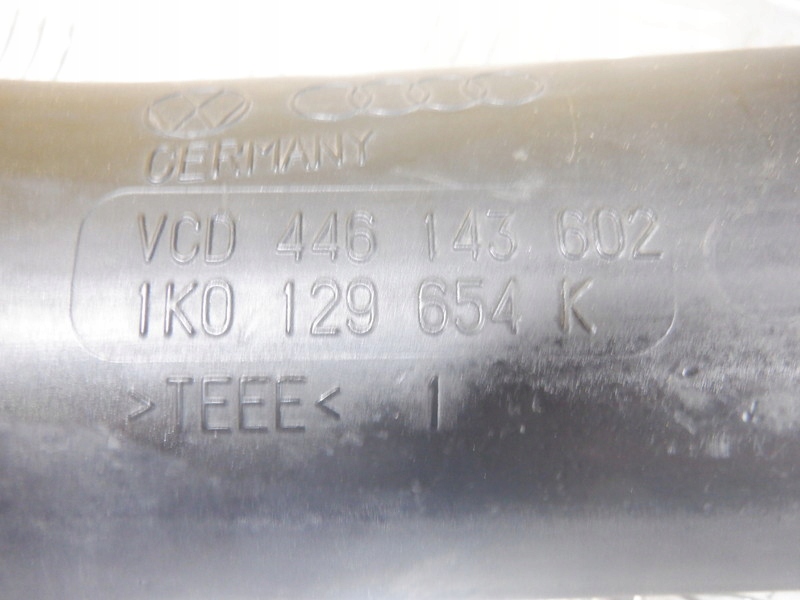 GERMANY
VCD 446 143 602
1K0 129 654 K
>TEEE< 1